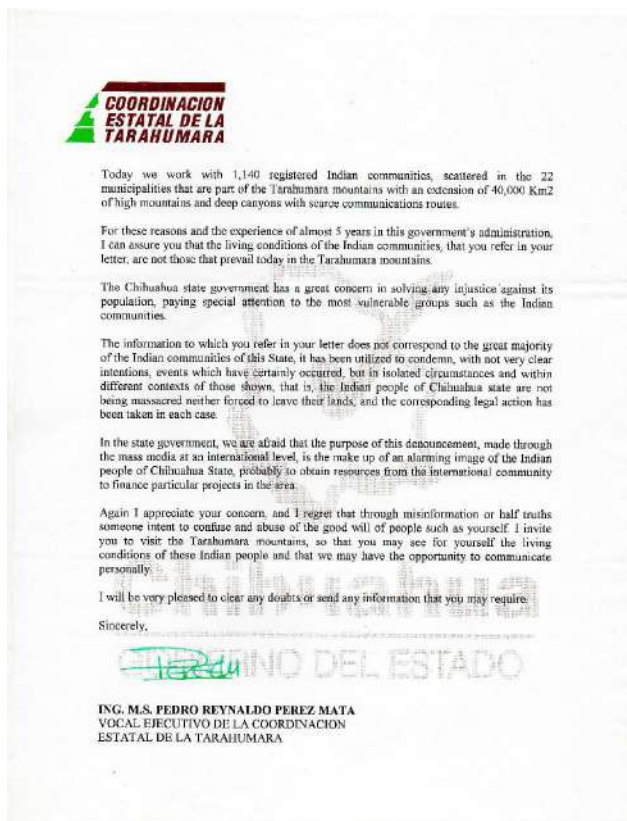 COORDINACION
ESTATAL DE LA
TARAHUMARA
Today we work with 1,140 registered Indian communities, scattered in the 22
municipalities that are part of the Tarahumara mountains with an extension of 40,000 Km2
of high mountains and deep canyons with scarce communications routes.
For these reasons and the experience of almost 5 years in this government's administration,
I can assure you that the living conditions of the Indian communities, that you refer in your
letter, are not those that prevail today in the Tarahumara mountains.
The Chihuahua state government has a great concern in solving any injustice against its
population, paying special attention to the most vulnerable groups such as the Indian
communities.
The information to which you refer in your letter does not correspond to the great majority
of the Indian communities of this State, it has been utilized to condemn, with not very clear
intentions, events which have certainly occurred, but in isolated circumstances and within
different contexts of those shown, that is, the Indian people of Chihuahua state are not
being massacred neither forced to leave their lands, and the corresponding legal action has
been taken in each case.
In the state government, we are afraid that the purpose of this denouncement, made through
the mass media at an international level, is the make up of an alarming image of the Indian
people of Chihuahua State, probably to obtain resources from the international community
to finance particular projects in the area.
Again I appreciate your concern, and I regret that through misinformation or half truths
someone intent to confuse and abuse of the good will of people such as yourself. I invite
you to visit the Tarahumara mountains, so that you may see for yourself the living
conditions of these Indian people and that we may have the opportunity to communicate
personally.
Chihuahua
I will be very pleased to clear any doubts or send any information that you may require.
Sincerely,
GOBIERNO DEL ESTADO
ING. M.S. PEDRO REYNALDO PEREZ MATA
VOCAL EJECUTIVO DE LA COORDINACION
ESTATAL DE LA TARAHUMARA